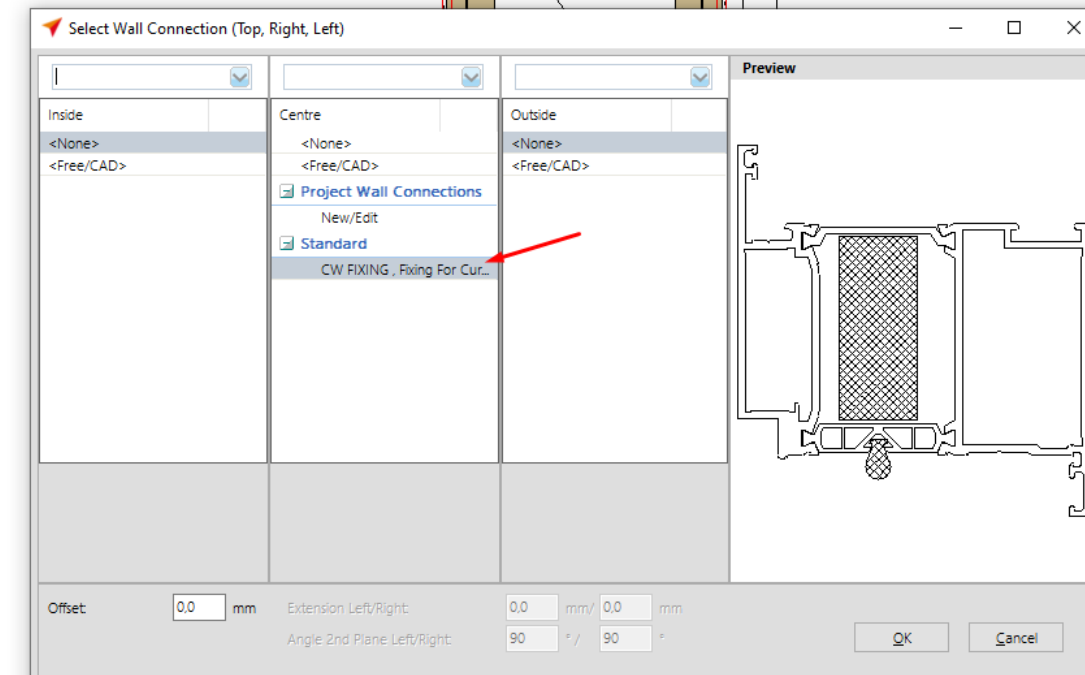 Select Wall Connection (Top, Right, Left)
Preview
Inside
Centre
Outside
<None>
<None>
<None>
<Free/CAD>
<Free/CAD>
<Free/CAD>
Project Wall Connections
New/Edit
Standard
CW FIXING , Fixing For Cur...
Offset:
0,0
mm
Extension Left/Right:
0,0
mm/
0,0
mm
Angle 2nd Plane Left/Right:
90
° /
90
°
OK
Cancel